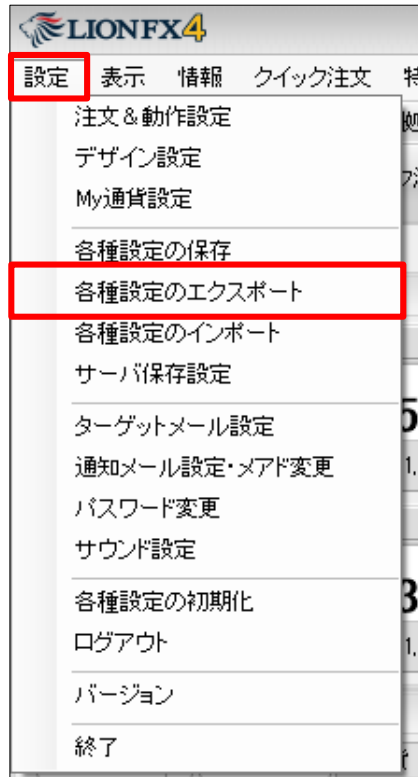 LIONFX4
設定 表示 情報 クイック注文
注文＆動作設定
デザイン設定
My通貨設定
各種設定の保存
各種設定のエクスポート
各種設定のインポート
サーバ保存設定
ターゲットメール設定
通知メール設定・メアド変更
パスワード変更
サウンド設定
各種設定の初期化
ログアウト
バージョン
終了
5
1.
3
1.